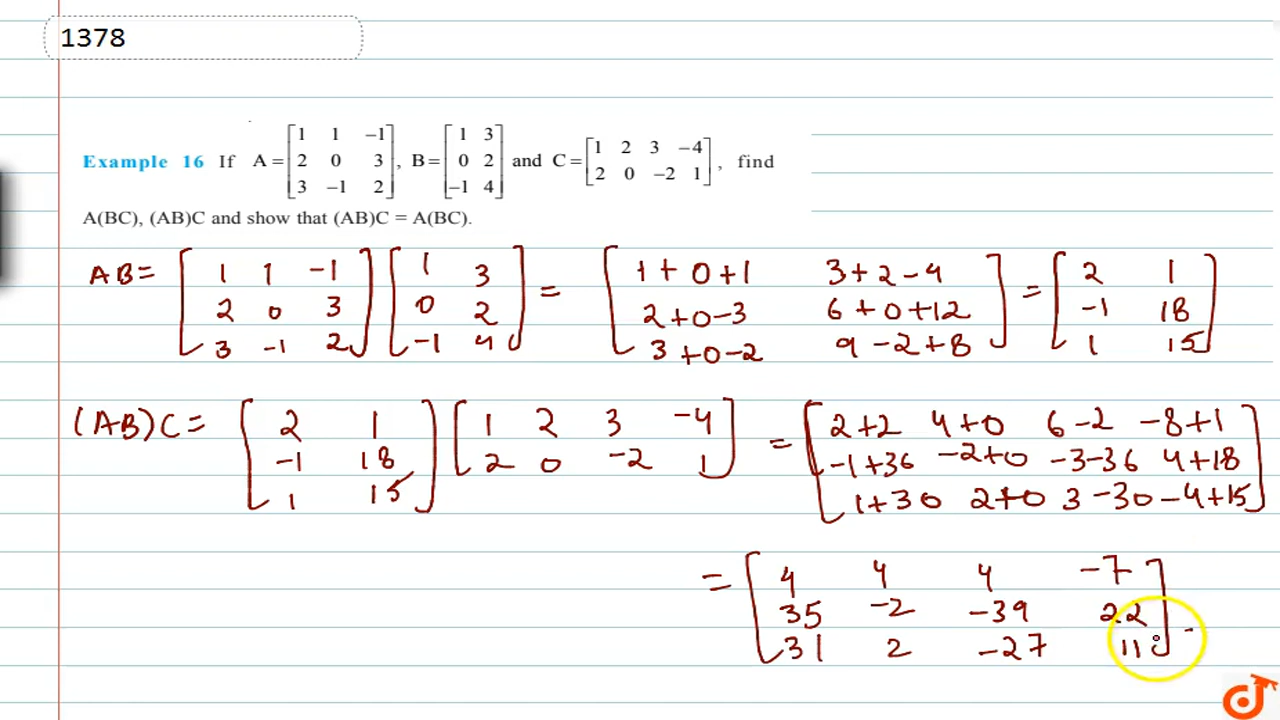 1378
Example 16 If A = [1 1 −1; 2 0 3; 3 −1 2], B = [1 3; 0 2; −1 4] and C = [1 2 3 −4; 2 0 −2 1], find
A(BC), (AB)C and show that (AB)C = A(BC).
AB = [1 1 -1; 2 0 3; 3 -1 2] [1 3; 0 2; -1 4] = [1+0+1 3+2-4; 2+0-3 6+0+12; 3+0-2 9-2+8] = [2 1; -1 18; 1 15]
(AB)C = [2 1; -1 18; 1 15] [1 2 3 -4; 2 0 -2 1] = [2+2 4+0 6-2 -8+1; -1+36 -2+0 -3-36 4+18; 1+30 2+0 3-30 -4+15]
= [4 4 4 -7; 35 -2 -39 22; 31 2 -27 11]